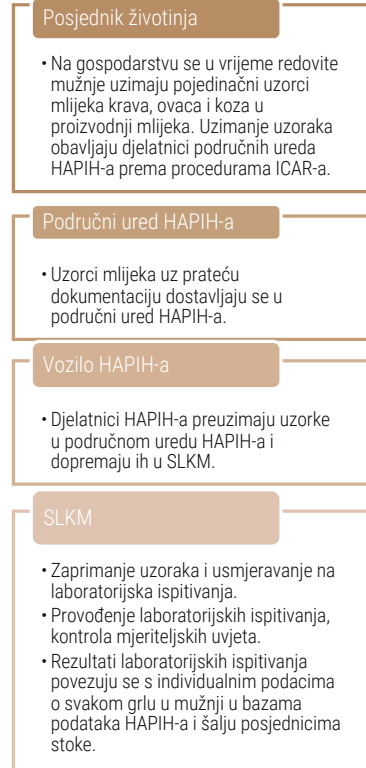 Posjednik životinja
• Na gospodarstvu se u vrijeme redovite
mužnje uzimaju pojedinačni uzorci
mlijeka krava, ovaca i koza u
proizvodnji mlijeka. Uzimanje uzoraka
obavljaju djelatnici područnih ureda
HAPIH-a prema procedurama ICAR-a.
Područni ured HAPIH-a
• Uzorci mlijeka uz prateću
dokumentaciju dostavljaju se u
područni ured HAPIH-a.
Vozilo HAPIH-a
• Djelatnici HAPIH-a preuzimaju uzorke
u područnom uredu HAPIH-a i
dopremaju ih u SLKM.
SLKM
• Zaprimanje uzoraka i usmjeravanje na
laboratorijska ispitivanja.
• Provođenje laboratorijskih ispitivanja,
kontrola mjeriteljskih uvjeta.
• Rezultati laboratorijskih ispitivanja
povezuju se s individualnim podacima
o svakom grlu u mužnji u bazama
podataka HAPIH-a i šalju posjednicima
stoke.